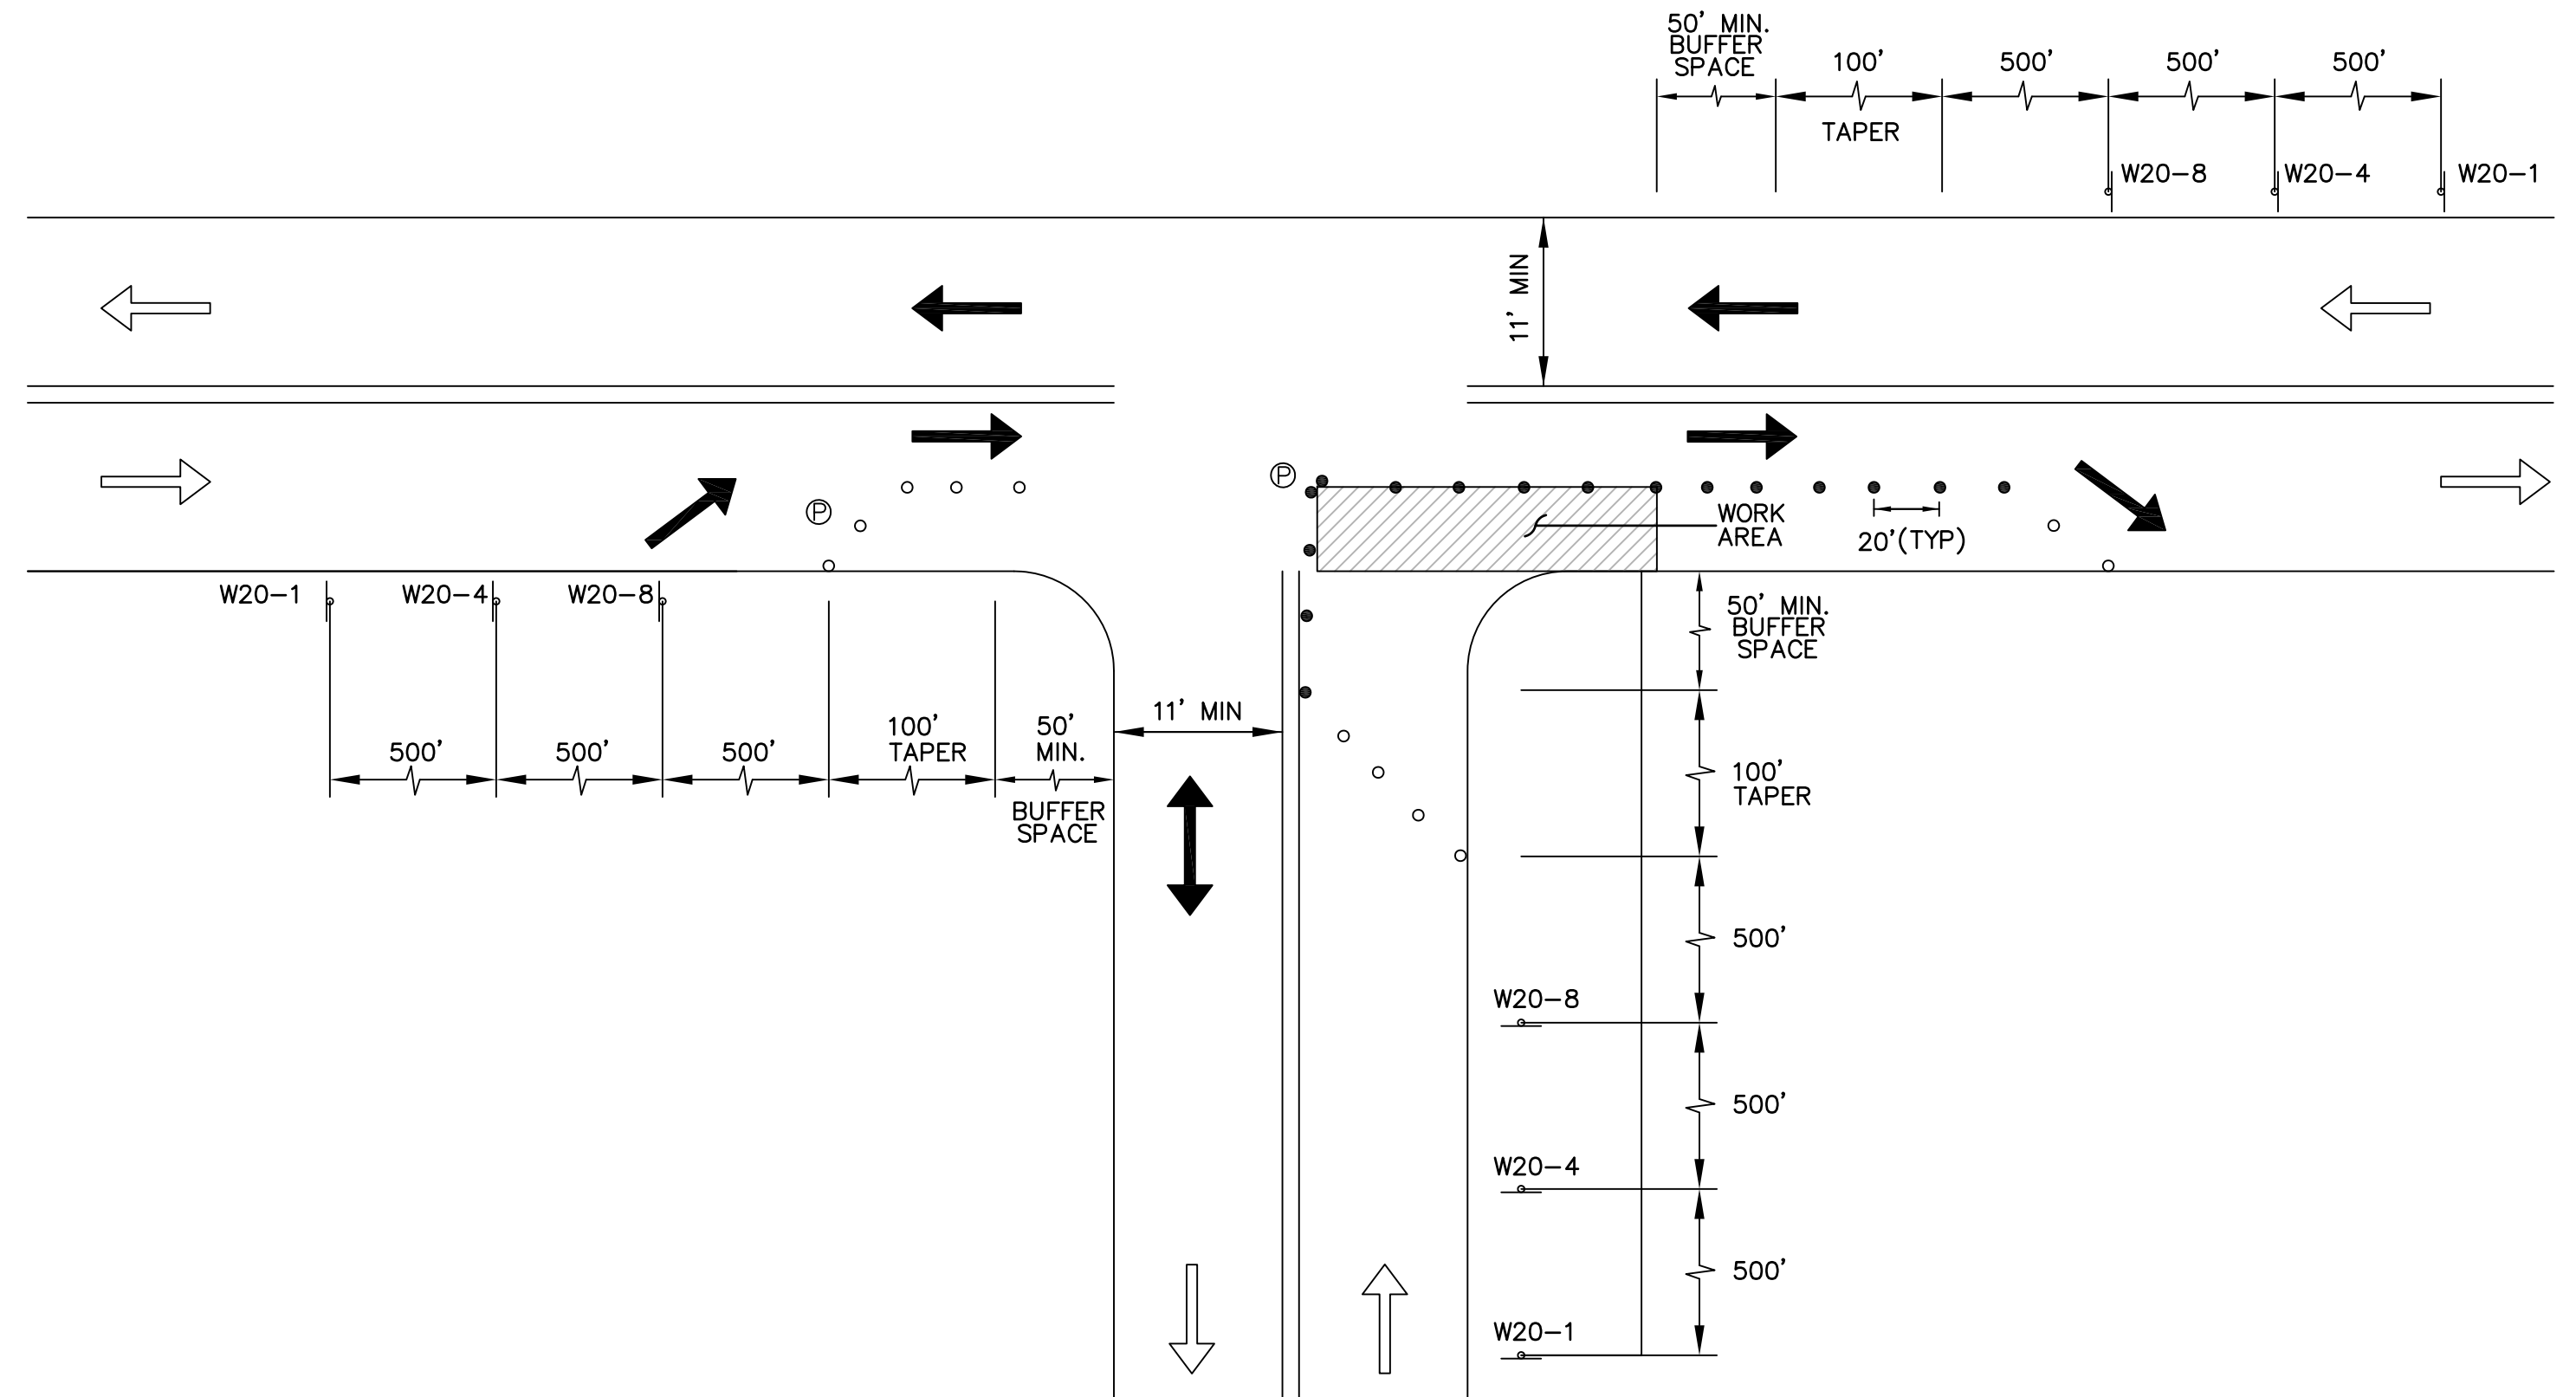 50' MIN.
BUFFER
SPACE
100'
TAPER
500'
500'
500'
W20-8
W20-4
W20-1
11' MIN
P
P
WORK
AREA
20'(TYP)
W20-1
W20-4
W20-8
500'
500'
500'
100'
TAPER
50'
MIN.
BUFFER
SPACE
11' MIN
50' MIN.
BUFFER
SPACE
100'
TAPER
500'
W20-8
500'
W20-4
500'
W20-1